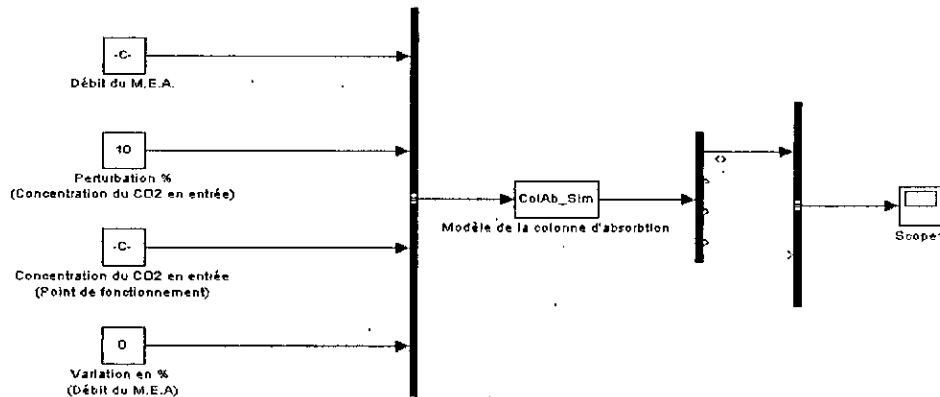 -C-
Débit du M.E.A.
10
Perturbation %
(Concentration du CO2 en entrée)
-C-
Concentration du CO2 en entrée
(Point de fonctionnement)
0
Variation en %
(Débit du M.E.A)
ColAb_Sim
Modèle de la colonne d'absorbtion
<>
Scope1